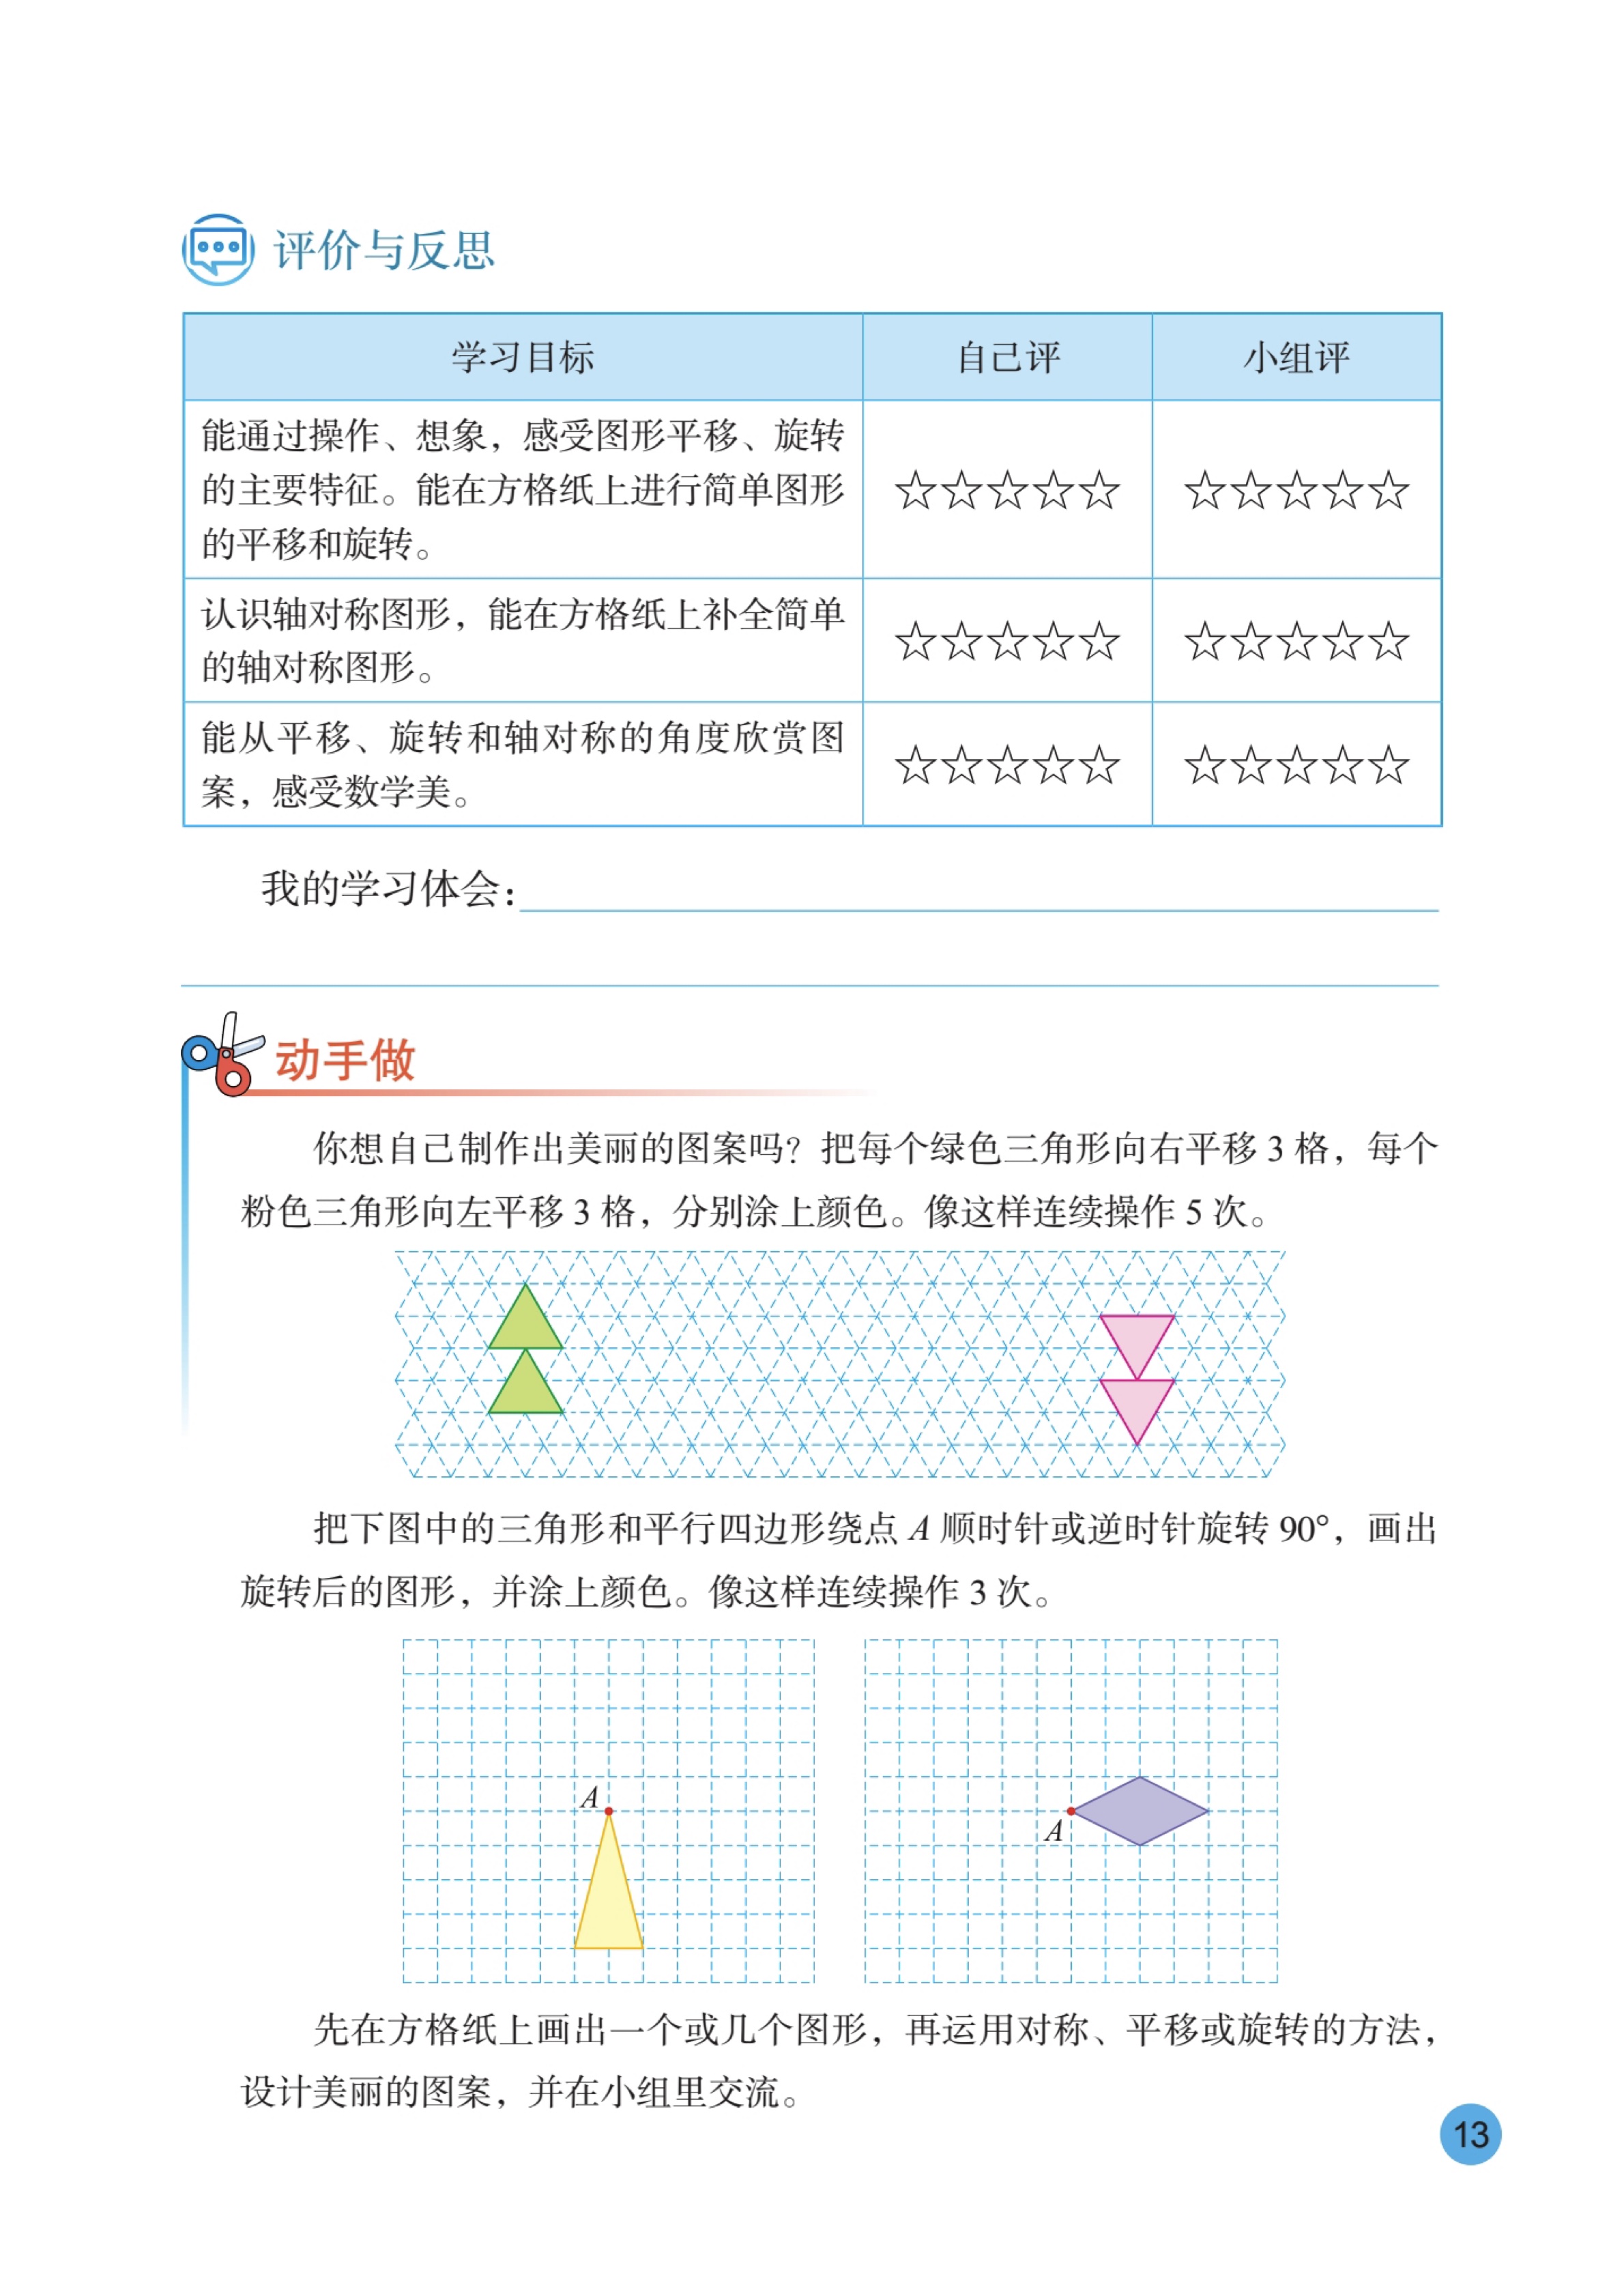 评价与反思
学习目标 自己评 小组评
能通过操作、想象，感受图形平移、旋转
的主要特征。能在方格纸上进行简单图形
的平移和旋转。
☆☆☆☆☆ ☆☆☆☆☆
认识轴对称图形，能在方格纸上补全简单
的轴对称图形。
☆☆☆☆☆ ☆☆☆☆☆
能从平移、旋转和轴对称的角度欣赏图
案，感受数学美。
☆☆☆☆☆ ☆☆☆☆☆
我的学习体会：
动手做
你想自己制作出美丽的图案吗？把每个绿色三角形向右平移 3 格，每个
粉色三角形向左平移 3 格，分别涂上颜色。像这样连续操作 5 次。
把下图中的三角形和平行四边形绕点 A 顺时针或逆时针旋转 90°，画出
旋转后的图形，并涂上颜色。像这样连续操作 3 次。
A
A
先在方格纸上画出一个或几个图形，再运用对称、平移或旋转的方法，
设计美丽的图案，并在小组里交流。
13